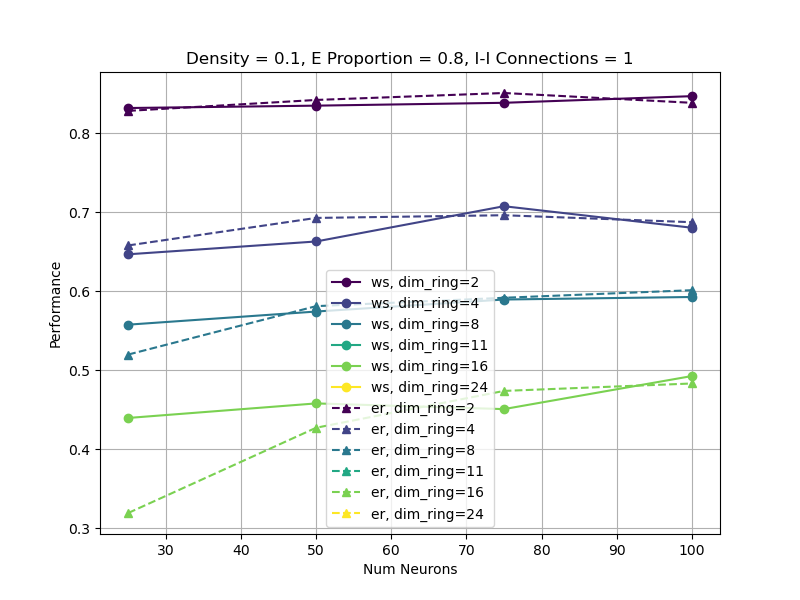 Density = 0.1, E Proportion = 0.8, I-I Connections = 1
Performance
0.8
0.7
0.6
0.5
0.4
0.3
ws, dim_ring=2
ws, dim_ring=4
ws, dim_ring=8
ws, dim_ring=11
ws, dim_ring=16
ws, dim_ring=24
er, dim_ring=2
er, dim_ring=4
er, dim_ring=8
er, dim_ring=11
er, dim_ring=16
er, dim_ring=24
30 40 50 60 70 80 90 100
Num Neurons